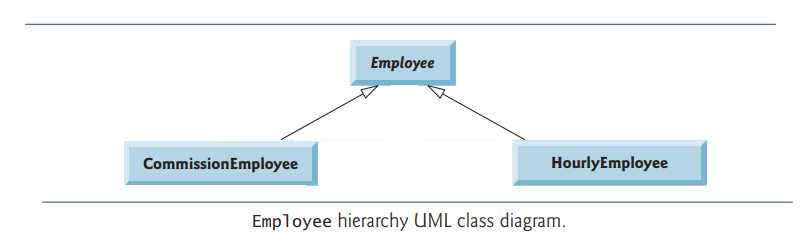 Employee
CommissionEmployee
HourlyEmployee
Employee hierarchy UML class diagram.